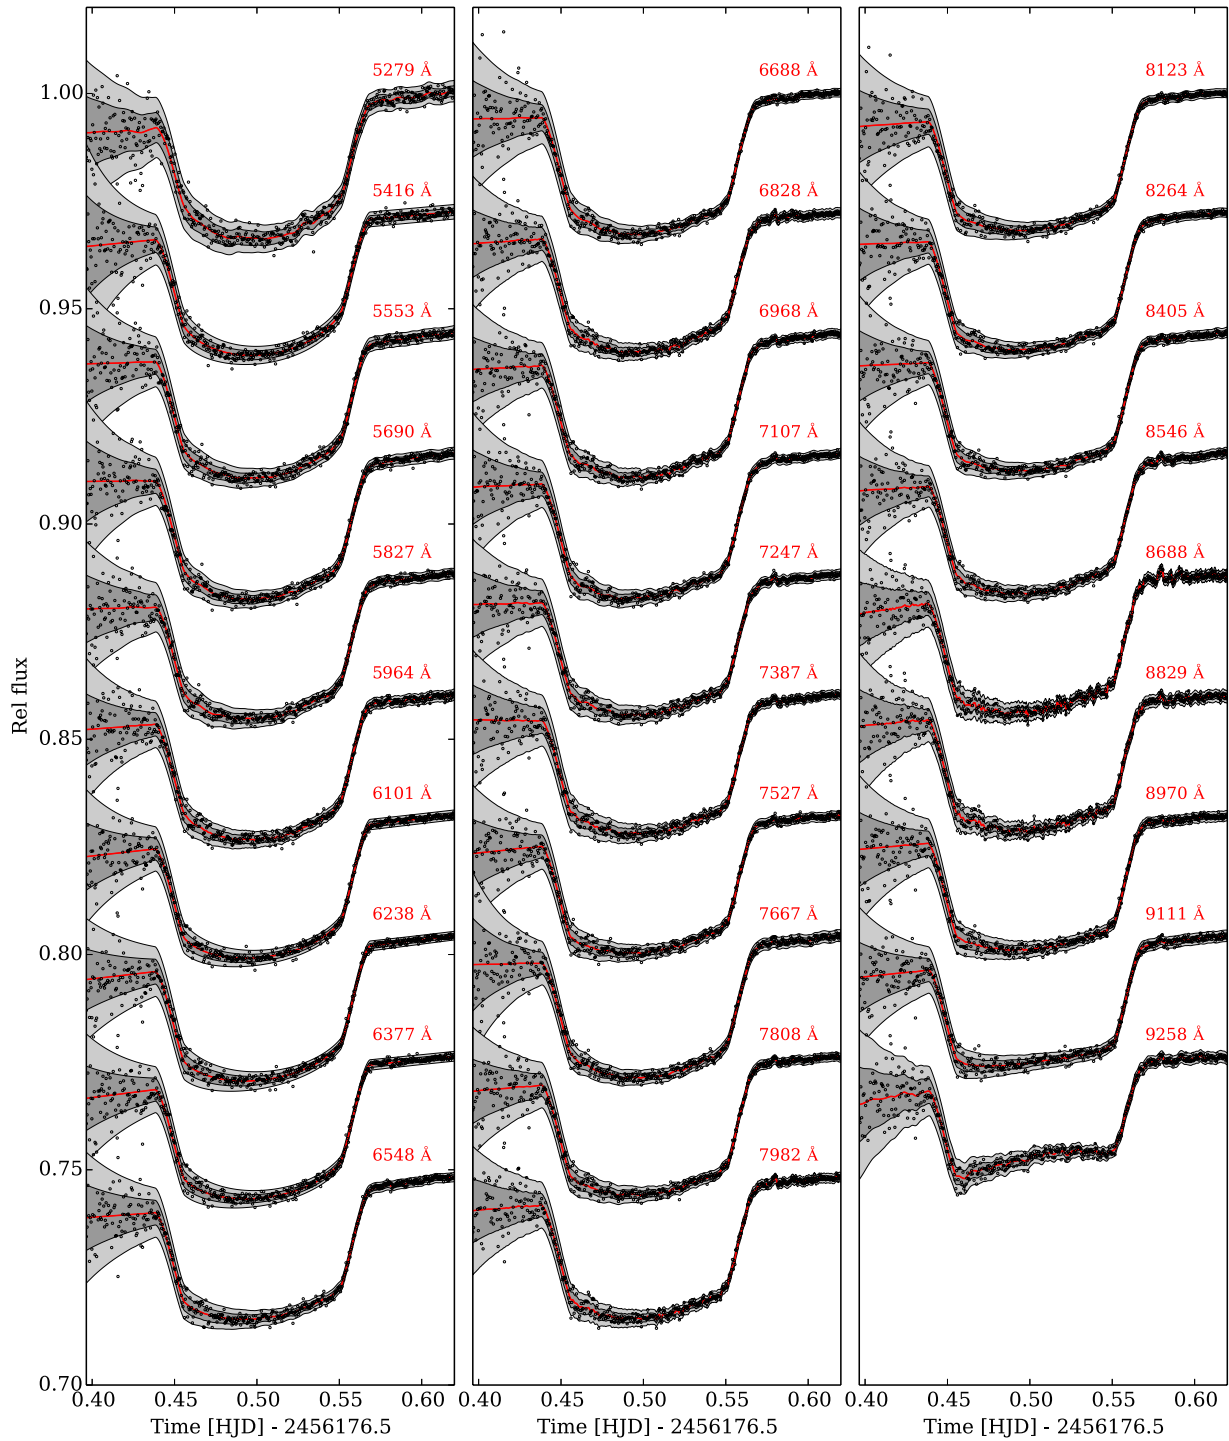 5279 Å
6688 Å
8123 Å
1.00
5416 Å
6828 Å
8264 Å
5553 Å
6968 Å
8405 Å
0.95
5690 Å
7107 Å
8546 Å
0.90
5827 Å
7247 Å
8688 Å
Rel flux
5964 Å
7387 Å
8829 Å
0.85
6101 Å
7527 Å
8970 Å
6238 Å
7667 Å
9111 Å
0.80
6377 Å
7808 Å
9258 Å
6548 Å
7982 Å
0.75
0.70
0.40 0.45 0.50 0.55 0.60
0.40 0.45 0.50 0.55 0.60
0.40 0.45 0.50 0.55 0.60
Time [HJD] - 2456176.5
Time [HJD] - 2456176.5
Time [HJD] - 2456176.5